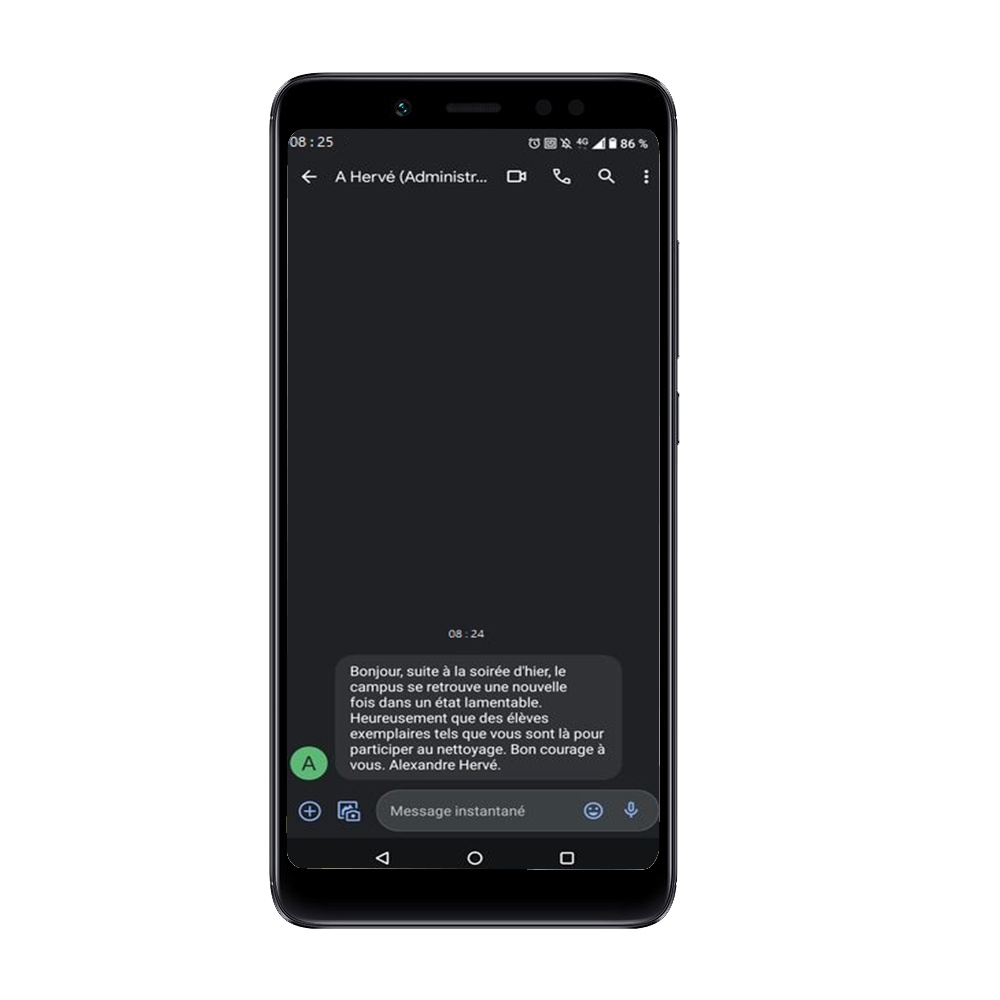 08 : 25
4G 86 %
A Hervé (Administr...
08 : 24
Bonjour, suite à la soirée d'hier, le
campus se retrouve une nouvelle
fois dans un état lamentable.
Heureusement que des élèves
exemplaires tels que vous sont là pour
participer au nettoyage. Bon courage à
vous. Alexandre Hervé.
A
Message instantané